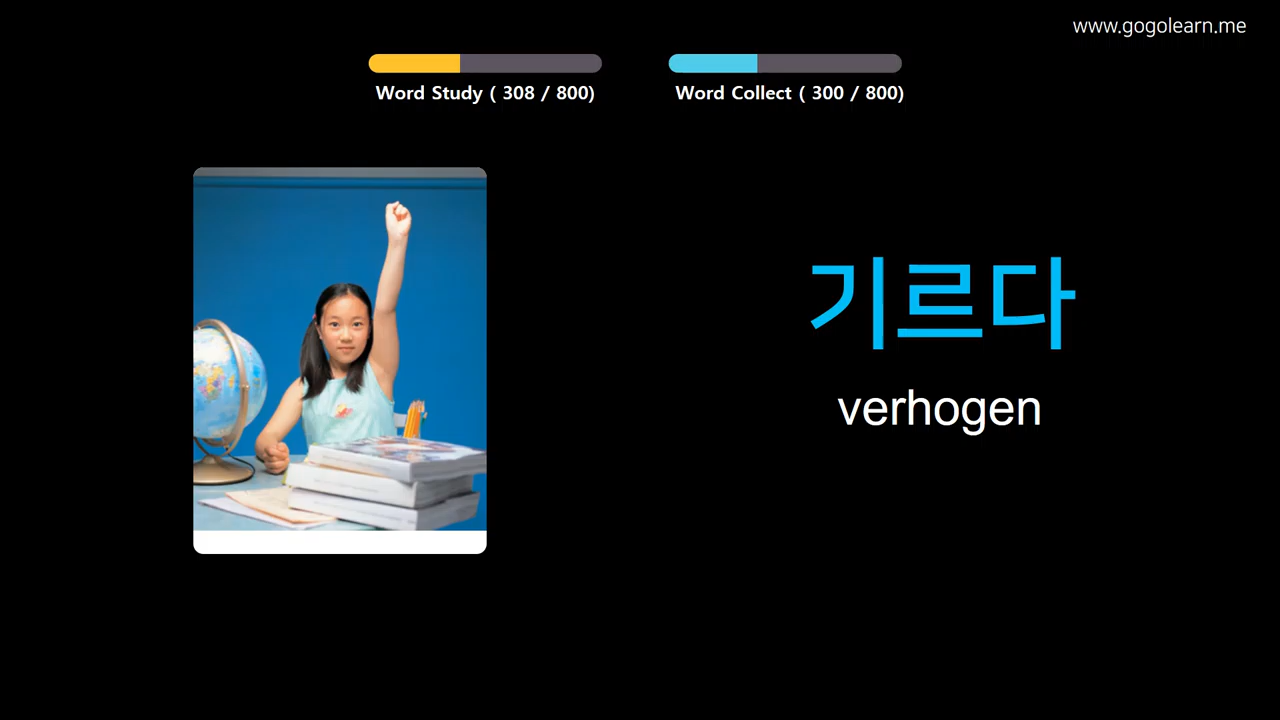 www.gogolearn.me
Word Study ( 308 / 800)
Word Collect ( 300 / 800)
기르다
verhogen